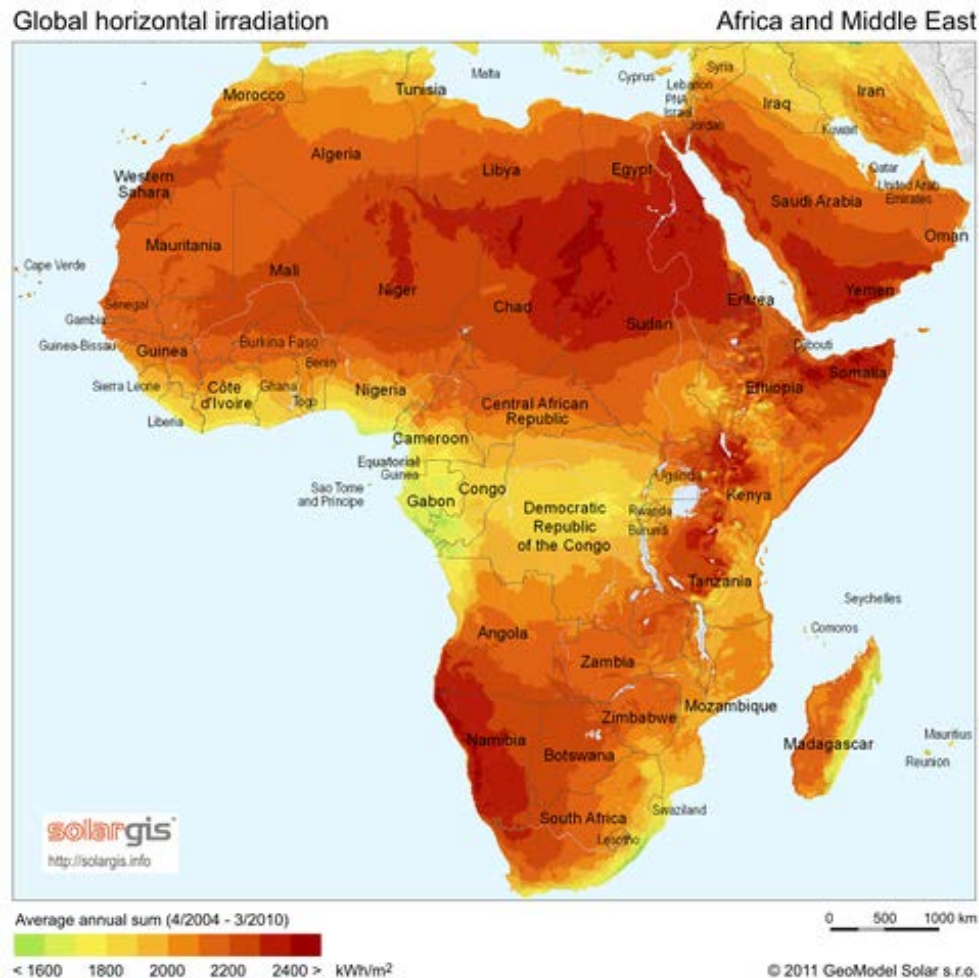 Global horizontal irradiation
Africa and Middle East
Malta
Cyprus
Syria
Lebanon
PNA
Israel
Jordan
Iraq
Iran
Kuwait
Morocco
Tunisia
Algeria
Libya
Egypt
Qatar
United Arab
Emirates
Saudi Arabia
Oman
Western
Sahara
Mauritania
Mali
Niger
Chad
Sudan
Eritrea
Yemen
Cape Verde
Senegal
Gambia
Guinea-Bissau
Guinea
Burkina Faso
Benin
Djibouti
Somalia
Ethiopia
Sierra Leone
Côte
d'Ivoire
Ghana
Togo
Nigeria
Liberia
Central African
Republic
Cameroon
Equatorial
Guinea
Sao Tome
and Principe
Gabon
Congo
Democratic
Republic
of the Congo
Uganda
Kenya
Rwanda
Burundi
Tanzania
Seychelles
Comoros
Angola
Zambia
Mozambique
Zimbabwe
Namibia
Botswana
Madagascar
Mauritius
Reunion
South Africa
Swaziland
Lesotho
solargis
http://solargis.info
Average annual sum (4/2004 - 3/2010)
< 1600 1800 2000 2200 2400 > kWh/m²
0 500 1000 km
© 2011 GeoModel Solar s.r.o.